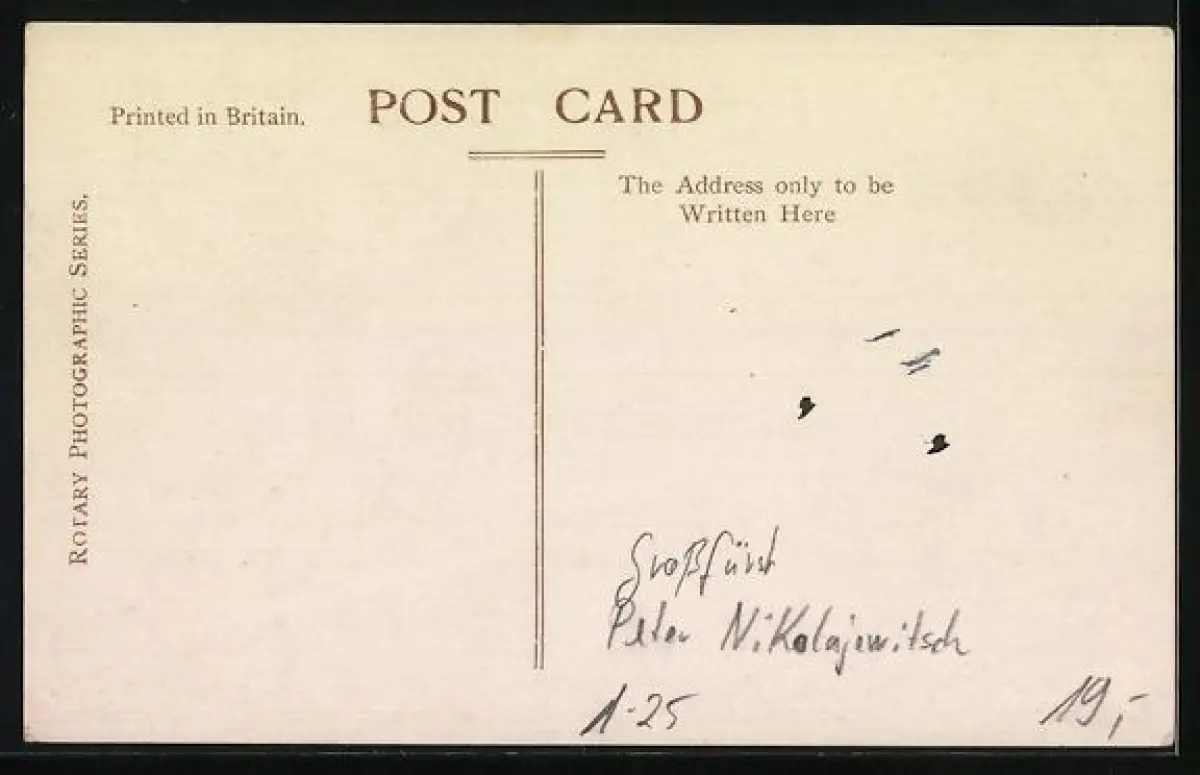 Printed in Britain.
POST CARD
The Address only to be
Written Here
ROTARY PHOTOGRAPHIC SERIES.
Großfürst
Peter Nikolajewitsch
1-25
19,-